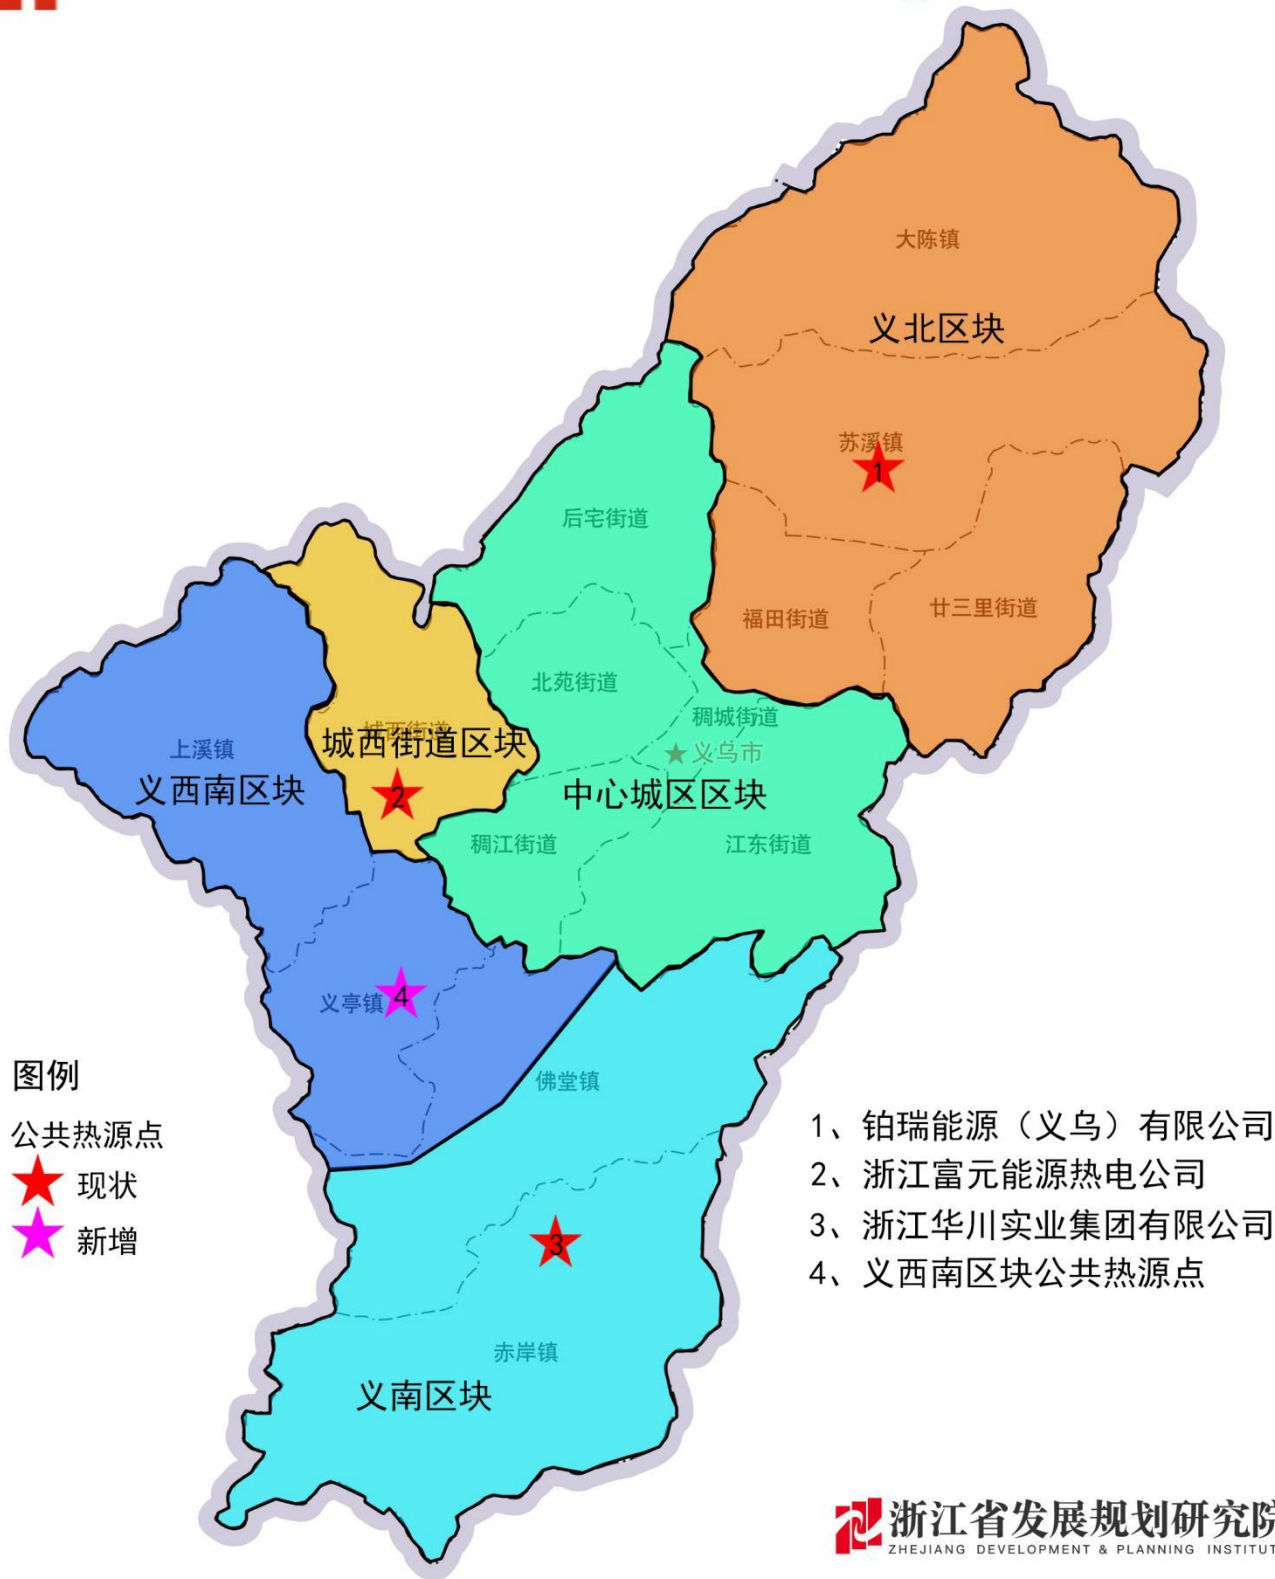 大陈镇
义北区块
苏溪镇
1
后宅街道
福田街道
廿三里街道
北苑街道
稠城街道
城西街道
城西街道区块
义乌市
上溪镇
义西南区块
2
中心城区区块
稠江街道
江东街道
义亭镇
4
佛堂镇
图例
公共热源点
现状
新增
3
赤岸镇
义南区块
1、铂瑞能源（义乌）有限公司
2、浙江富元能源热电公司
3、浙江华川实业集团有限公司
4、义西南区块公共热源点
浙江省发展规划研究院
ZHEJIANG DEVELOPMENT & PLANNING INSTITUT